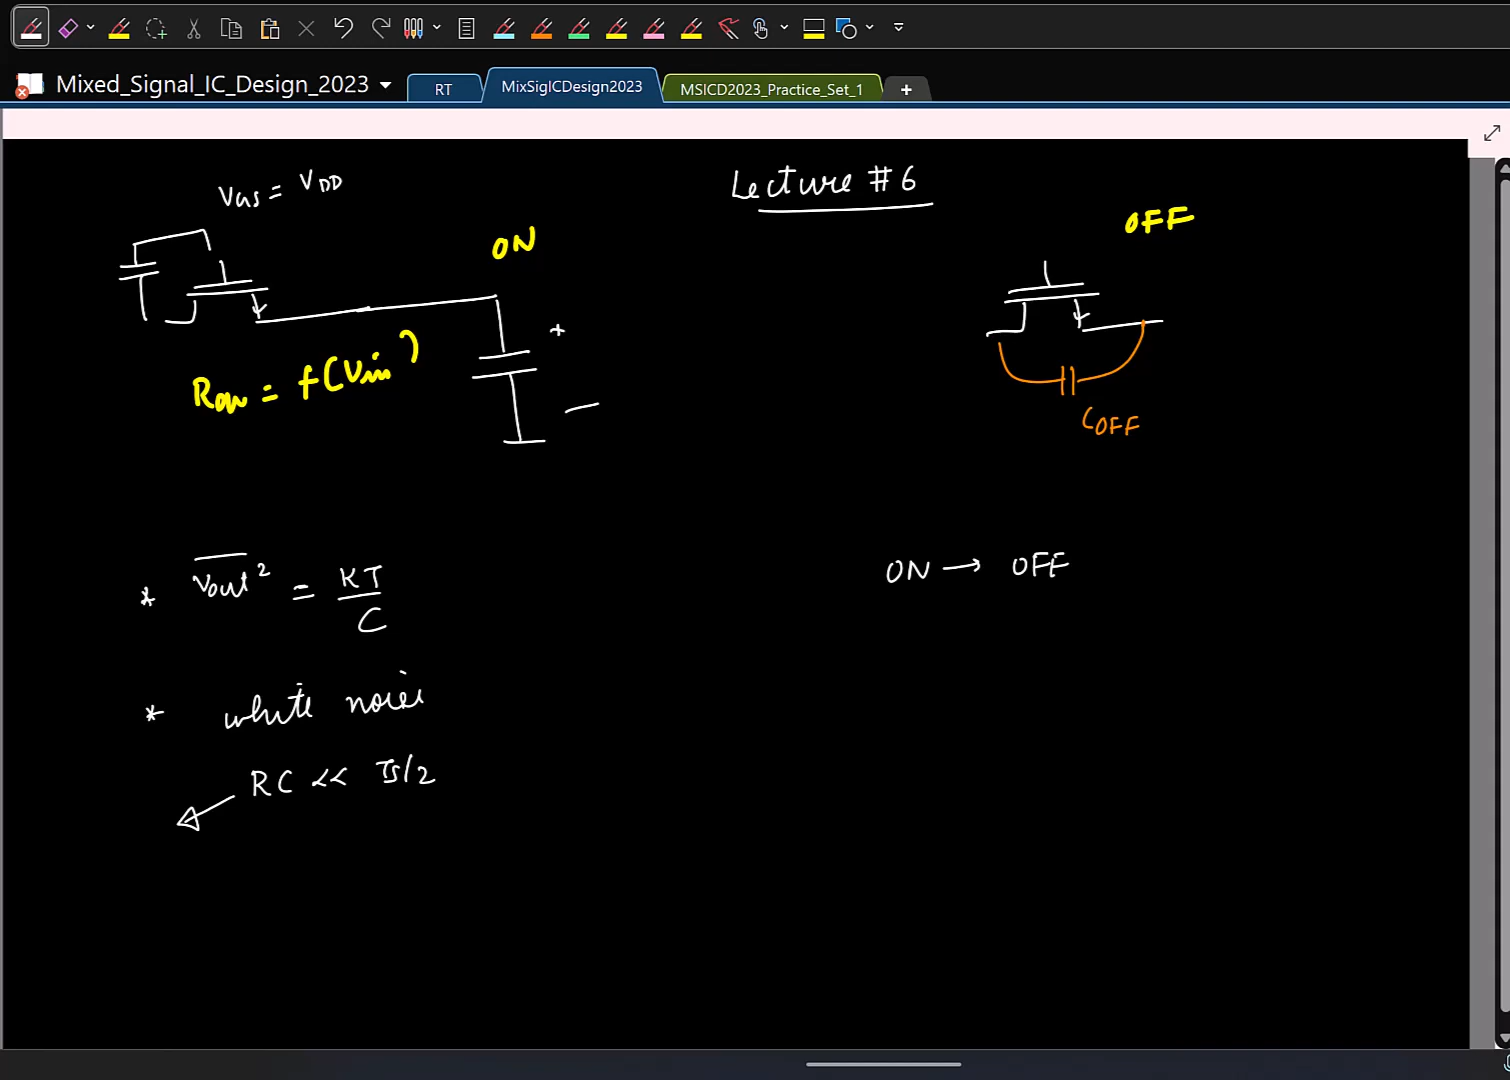 Mixed_Signal_IC_Design_2023
RT
MixSigICDesign2023
MSICD2023_Practice_Set_1
+
Lecture #6
VGS = VDD
ON
OFF
+
−
Ron = f(Vin)
COFF
* vout² = KT/C
ON → OFF
* white noise
RC << Ts/2